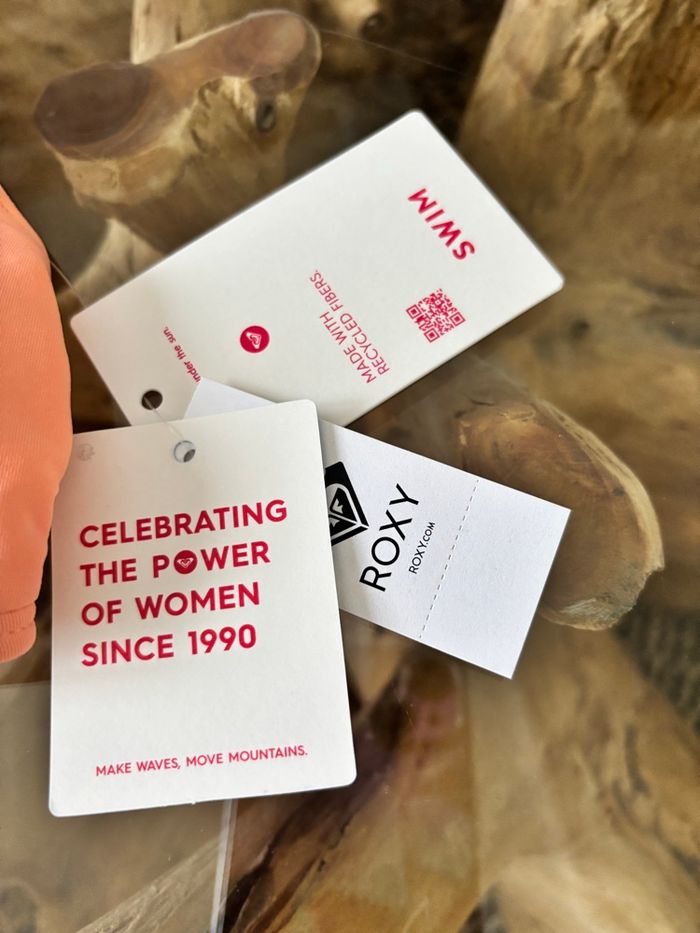 SWIM
MADE WITH
RECYCLED FIBERS.
under the sun.
ROXY
ROXY.COM
CELEBRATING
THE POWER
OF WOMEN
SINCE 1990
MAKE WAVES, MOVE MOUNTAINS.